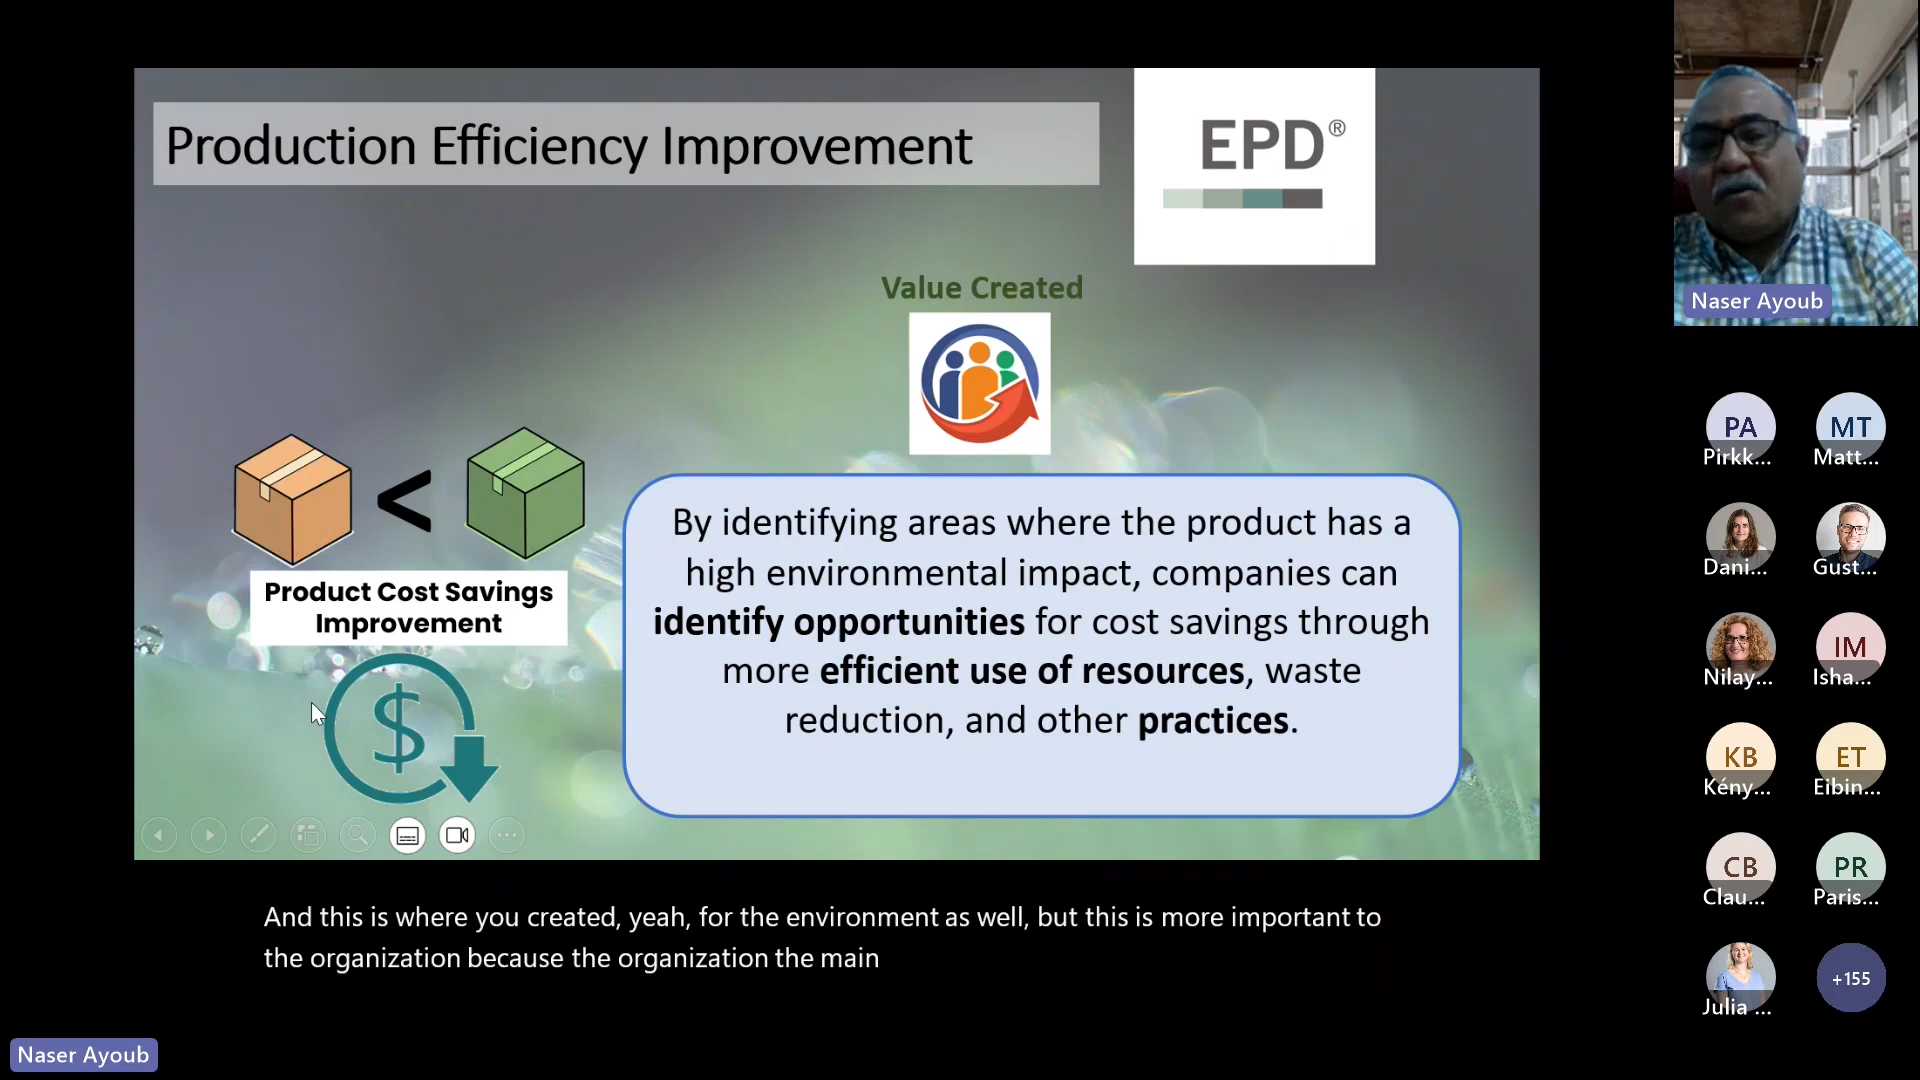 Production Efficiency Improvement
EPD®
Value Created
Product Cost Savings
Improvement
$
By identifying areas where the product has a
high environmental impact, companies can
identify opportunities for cost savings through
more efficient use of resources, waste
reduction, and other practices.
And this is where you created, yeah, for the environment as well, but this is more important to
the organization because the organization the main
Naser Ayoub
Naser Ayoub
PA
Pirkk...
MT
Matt...
Dani...
Gust...
Nilay...
IM
Isha...
KB
Kény...
ET
Eibin...
CB
Clau...
PR
Paris...
Julia ...
+155